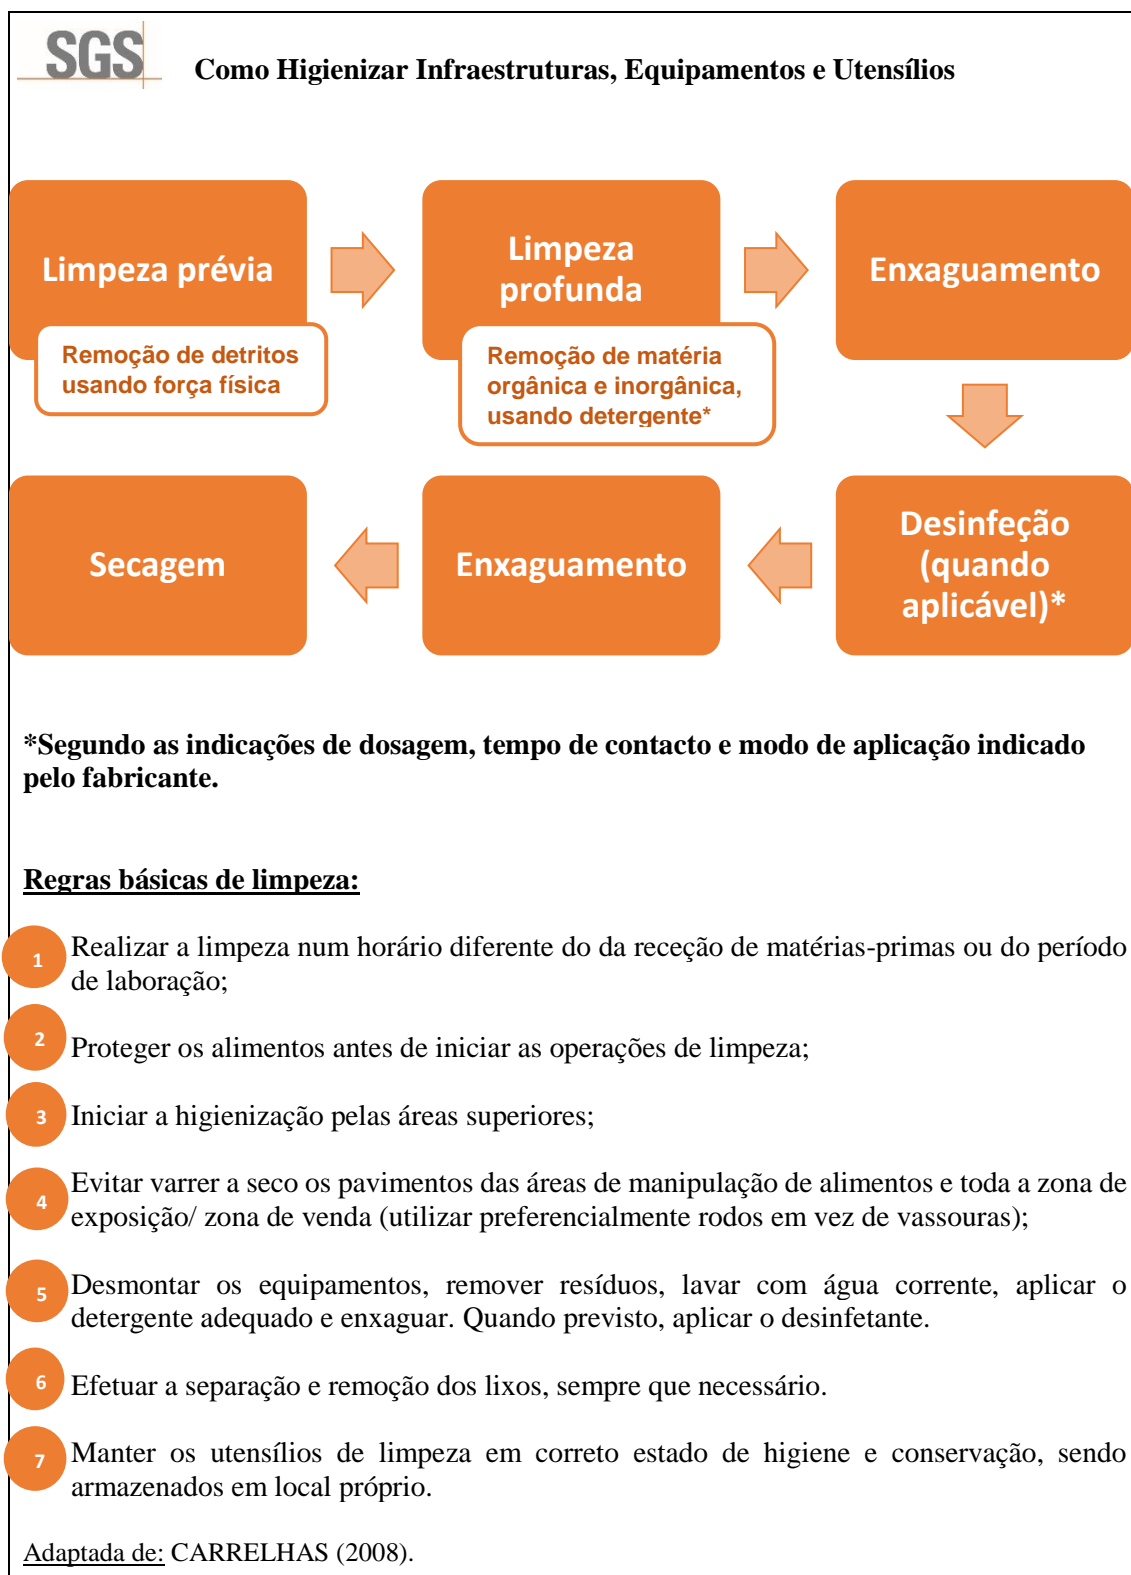 SGS
Como Higienizar Infraestruturas, Equipamentos e Utensílios
Limpeza prévia
Remoção de detritos
usando força física
Limpeza
profunda
Remoção de matéria
orgânica e inorgânica,
usando detergente*
Enxaguamento
Desinfeção
(quando
aplicável)*
Enxaguamento
Secagem
*Segundo as indicações de dosagem, tempo de contacto e modo de aplicação indicado
pelo fabricante.
Regras básicas de limpeza:
1 Realizar a limpeza num horário diferente do da receção de matérias-primas ou do período
de laboração;
2 Proteger os alimentos antes de iniciar as operações de limpeza;
3 Iniciar a higienização pelas áreas superiores;
4 Evitar varrer a seco os pavimentos das áreas de manipulação de alimentos e toda a zona de
exposição/ zona de venda (utilizar preferencialmente rodos em vez de vassouras);
5 Desmontar os equipamentos, remover resíduos, lavar com água corrente, aplicar o
detergente adequado e enxaguar. Quando previsto, aplicar o desinfetante.
6 Efetuar a separação e remoção dos lixos, sempre que necessário.
7 Manter os utensílios de limpeza em correto estado de higiene e conservação, sendo
armazenados em local próprio.
Adaptada de: CARRELHAS (2008).